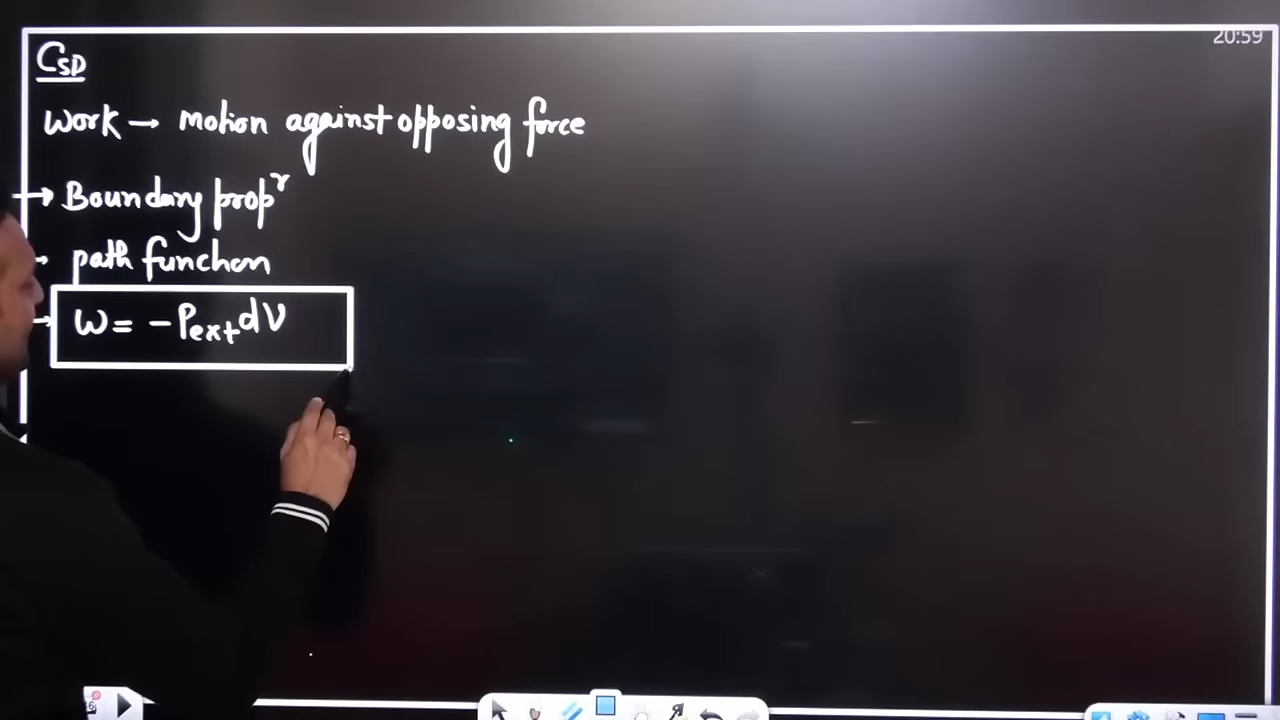 20:59
CSD
Work → motion against opposing force
→ Boundary propr
→ path function
→ W = -Pext dV